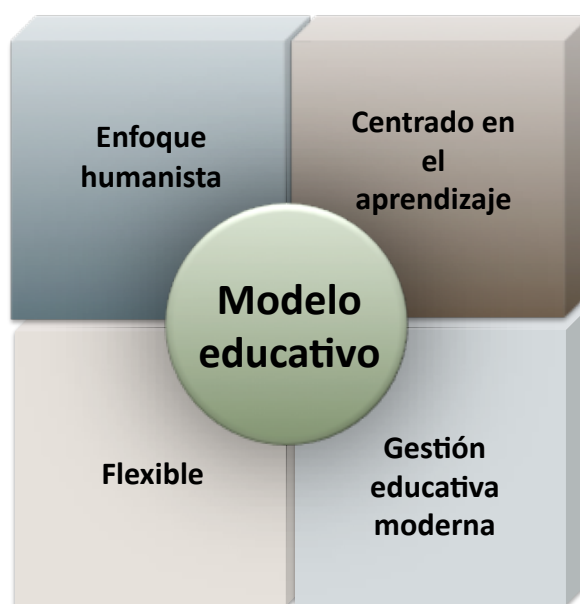 Enfoque
humanista
Centrado en
el
aprendizaje
Modelo
educativo
Flexible
Gestión
educativa
moderna